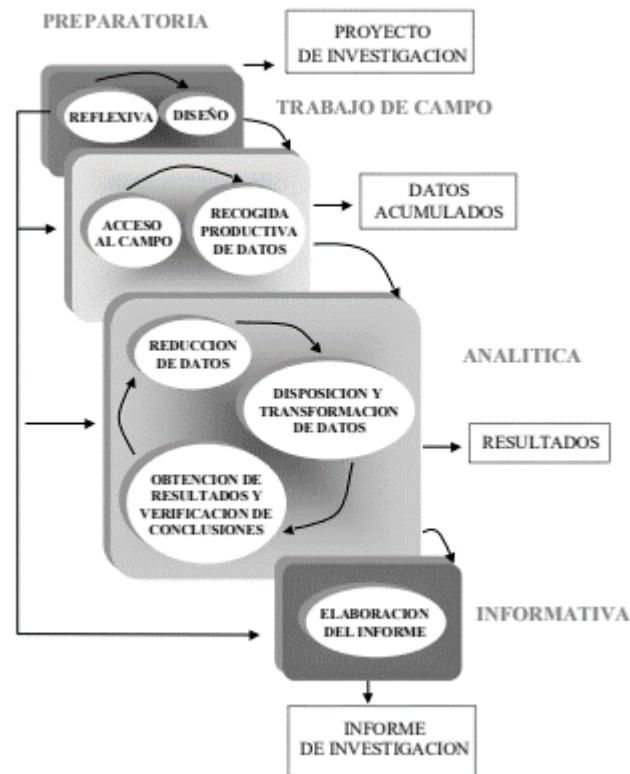 PREPARATORIA
PROYECTO
DE INVESTIGACION
REFLEXIVA
DISEÑO
TRABAJO DE CAMPO
ACCESO
AL CAMPO
RECOGIDA
PRODUCTIVA
DE DATOS
DATOS
ACUMULADOS
REDUCCION
DE DATOS
ANALITICA
DISPOSICION Y
TRANSFORMACION
DE DATOS
RESULTADOS
OBTENCION DE
RESULTADOS Y
VERIFICACION DE
CONCLUSIONES
ELABORACION
DEL INFORME
INFORMATIVA
INFORME
DE INVESTIGACION